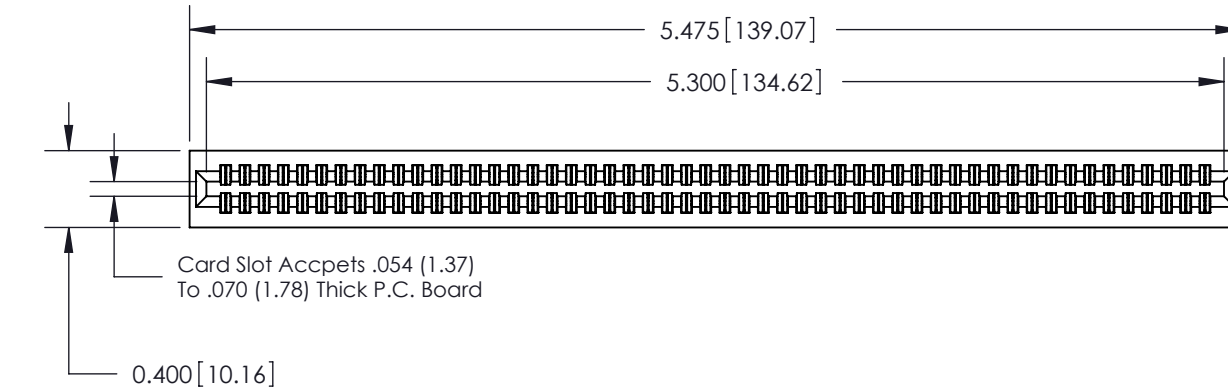 5.475[139.07]
5.300[134.62]
Card Slot Accpets .054 (1.37)
To .070 (1.78) Thick P.C. Board
0.400[10.16]